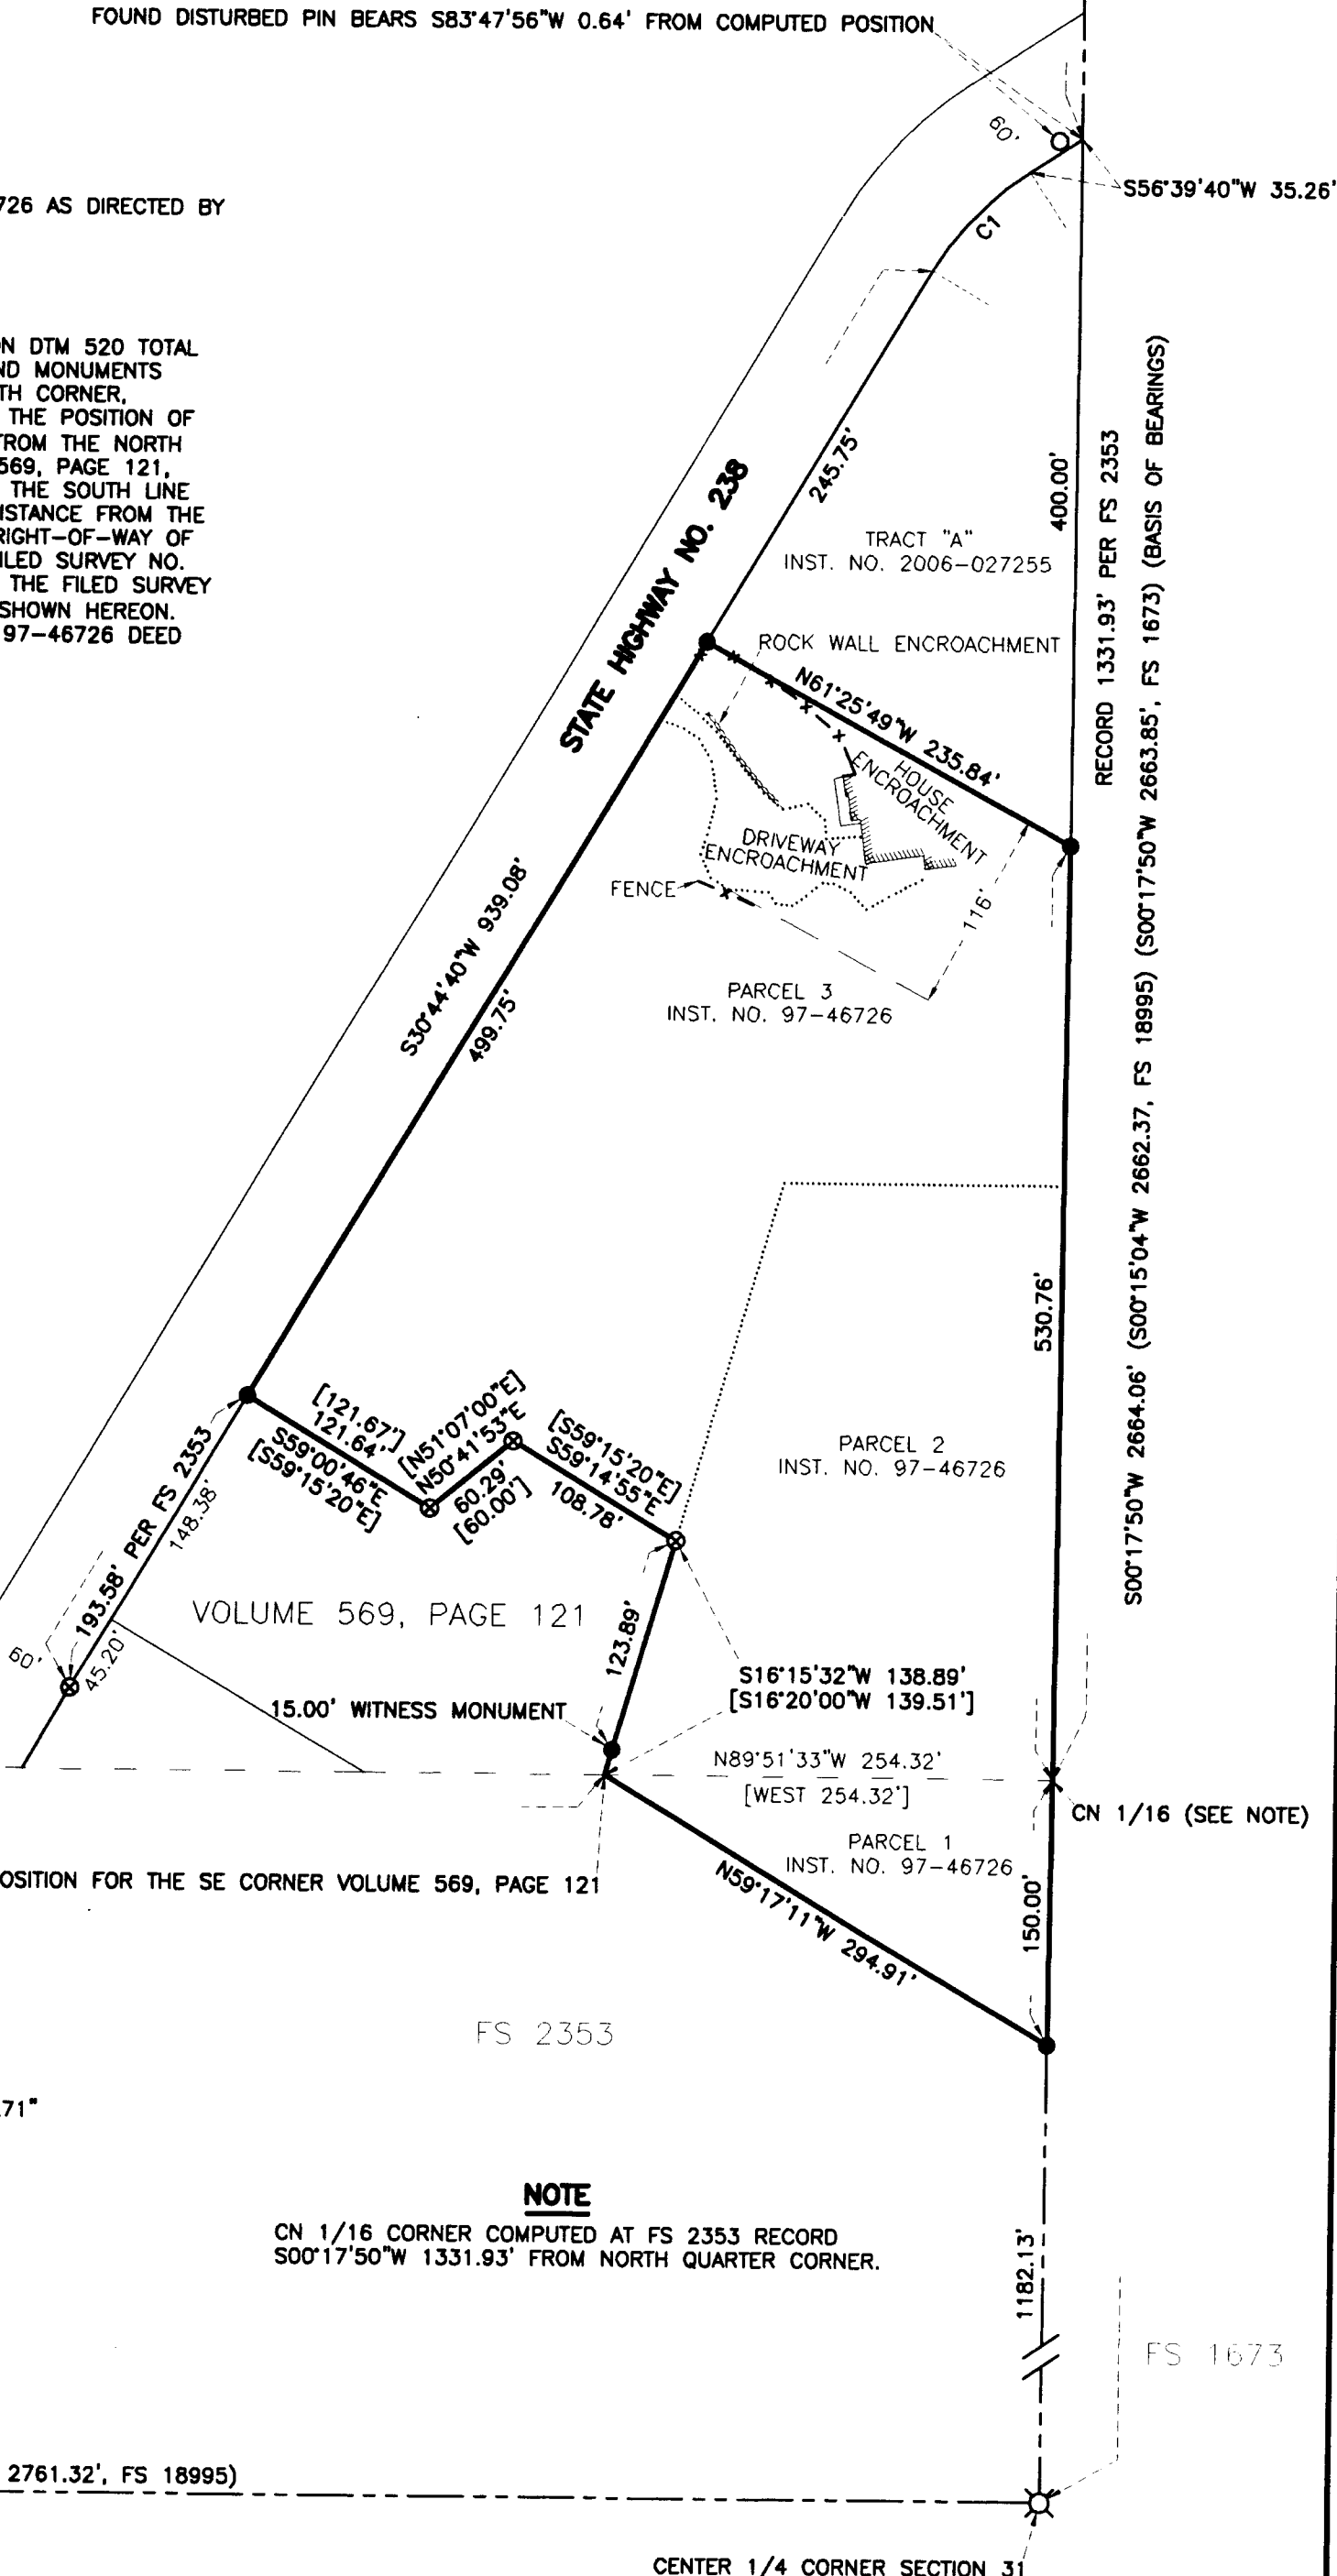 FOUND DISTURBED PIN BEARS S83°47'56"W 0.64' FROM COMPUTED POSITION
60'
S56°39'40"W 35.26'
726 AS DIRECTED BY
C1
N DTM 520 TOTAL
ND MONUMENTS
TH CORNER,
THE POSITION OF
FROM THE NORTH
569, PAGE 121,
THE SOUTH LINE
ISTANCE FROM THE
RIGHT-OF-WAY OF
ILED SURVEY NO.
THE FILED SURVEY
SHOWN HEREON.
97-46726 DEED
245.75'
400.00'
RECORD 1331.93' PER FS 2353
S00°17'50"W 2664.06' (S00°15'04"W 2662.37, FS 18995) (S00°17'50"W 2663.85', FS 1673) (BASIS OF BEARINGS)
STATE HIGHWAY NO. 238
TRACT "A"
INST. NO. 2006-027255
ROCK WALL ENCROACHMENT
N61°25'49"W 235.84'
HOUSE
ENCROACHMENT
DRIVEWAY
ENCROACHMENT
FENCE
116'
S30°44'40"W 939.08'
499.75'
PARCEL 3
INST. NO. 97-46726
530.76'
[121.67']
121.64'
S59°00'46"E
[S59°15'20"E]
[N51°07'00"E]
N50°41'53"E
60.29'
[60.00']
[S59°15'20"E]
S59°14'55"E
108.78'
PARCEL 2
INST. NO. 97-46726
193.58' PER FS 2353
148.38'
45.20'
60'
VOLUME 569, PAGE 121
123.89'
S16°15'32"W 138.89'
[S16°20'00"W 139.51']
15.00' WITNESS MONUMENT
N89°51'33"W 254.32'
[WEST 254.32']
CN 1/16 (SEE NOTE)
PARCEL 1
INST. NO. 97-46726
OSITION FOR THE SE CORNER VOLUME 569, PAGE 121
N59°17'11"W 294.91'
150.00'
FS 2353
71"
NOTE
CN 1/16 CORNER COMPUTED AT FS 2353 RECORD
S00°17'50"W 1331.93' FROM NORTH QUARTER CORNER.
1182.13'
FS 1673
2761.32', FS 18995)
CENTER 1/4 CORNER SECTION 31